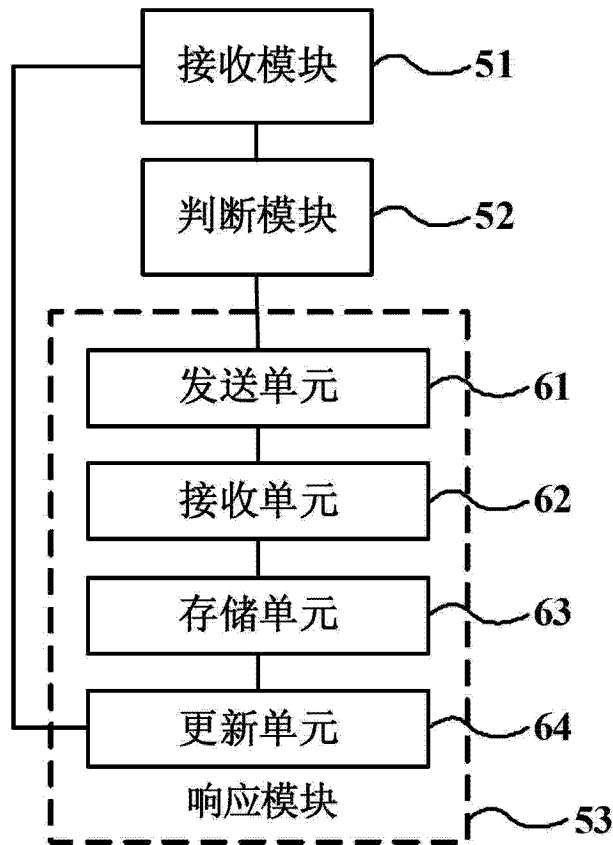 接收模块 51
判断模块 52
发送单元 61
接收单元 62
存储单元 63
更新单元 64
响应模块 53